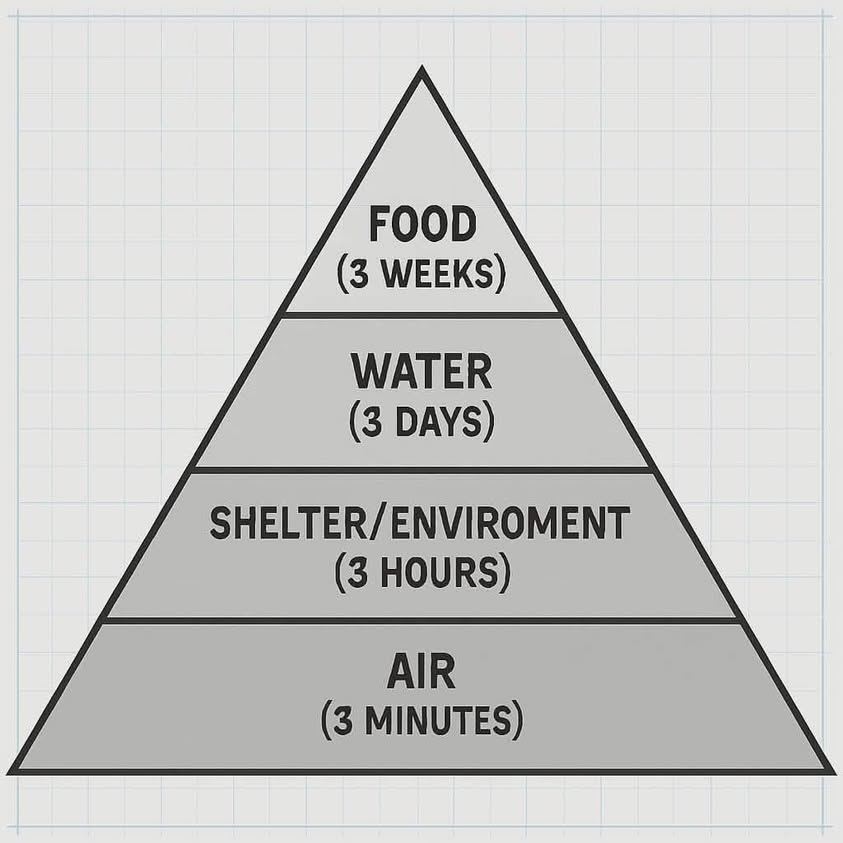 FOOD
(3 WEEKS)
WATER
(3 DAYS)
SHELTER/ENVIROMENT
(3 HOURS)
AIR
(3 MINUTES)